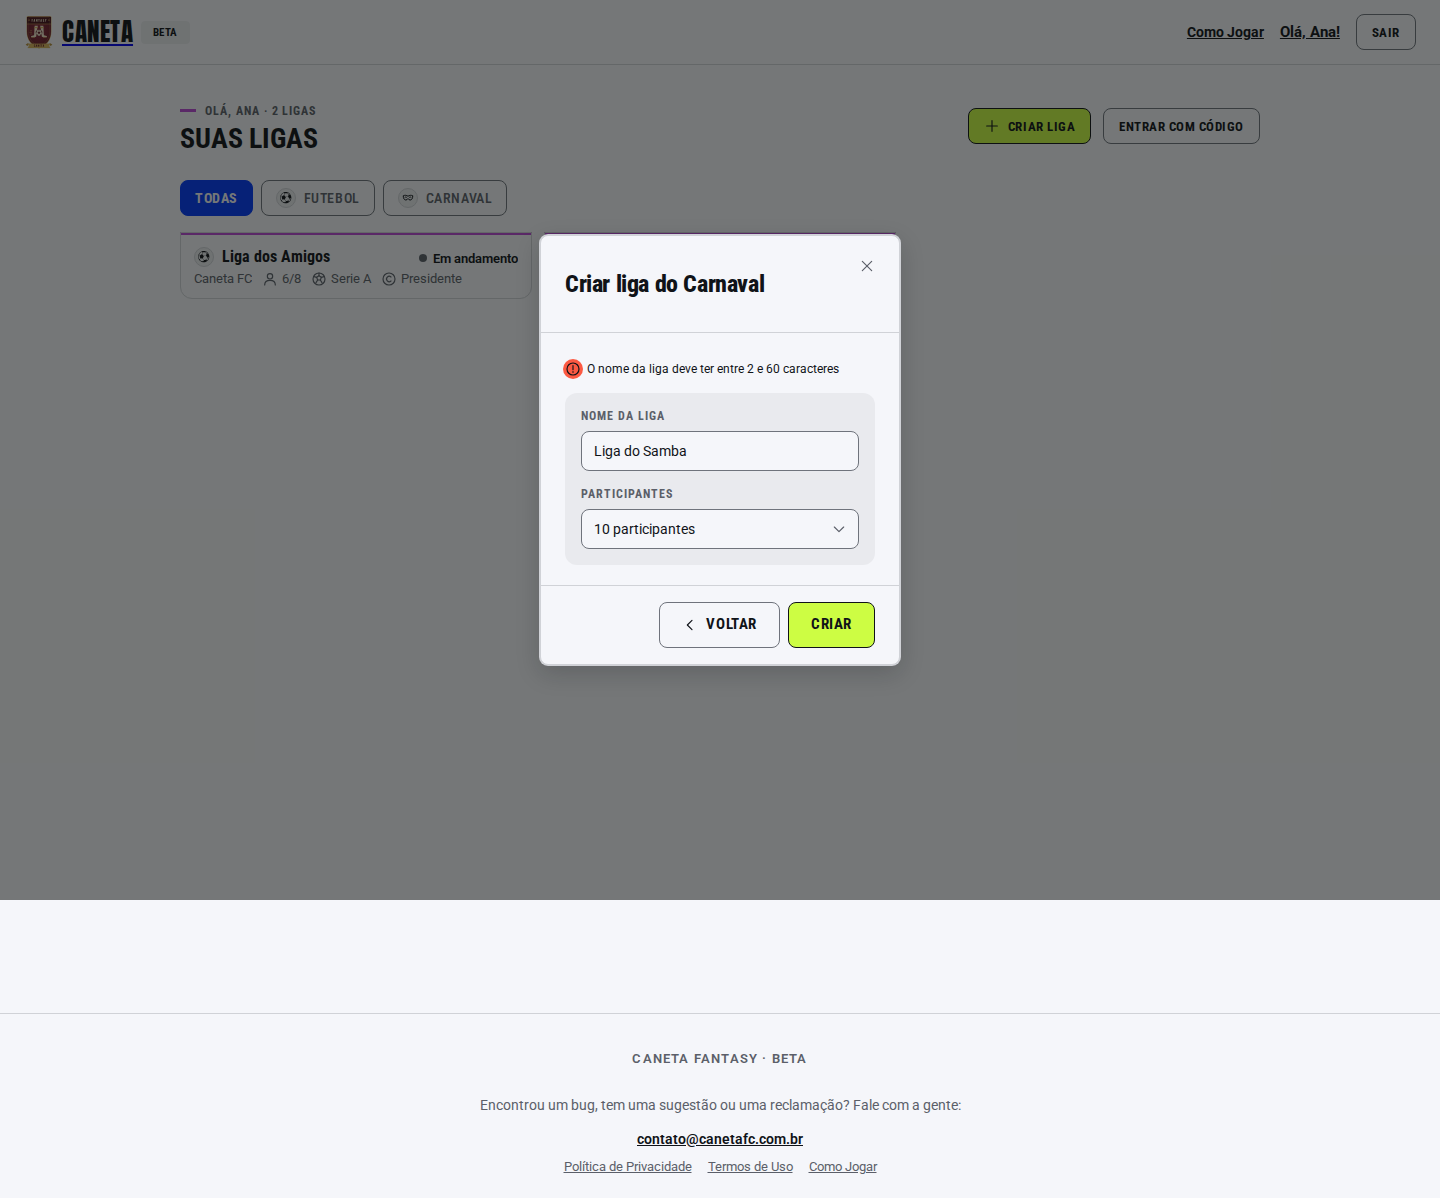 CANETA
BETA
Como Jogar
Olá, Ana!
SAIR
OLÁ, ANA · 2 LIGAS
SUAS LIGAS
CRIAR LIGA
ENTRAR COM CÓDIGO
TODAS
FUTEBOL
CARNAVAL
Liga dos Amigos
Em andamento
Caneta FC
6/8
Serie A
Presidente
Criar liga do Carnaval
O nome da liga deve ter entre 2 e 60 caracteres
NOME DA LIGA
Liga do Samba
PARTICIPANTES
10 participantes
VOLTAR
CRIAR
CANETA FANTASY · BETA
Encontrou um bug, tem uma sugestão ou uma reclamação? Fale com a gente:
contato@canetafc.com.br
Política de Privacidade
Termos de Uso
Como Jogar